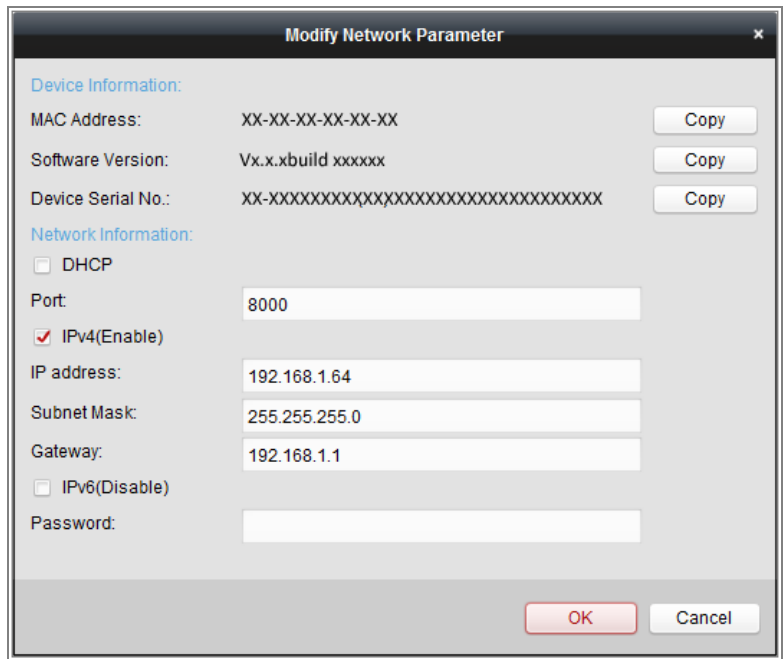 Modify Network Parameter ×
Device Information:
MAC Address: XX-XX-XX-XX-XX-XX Copy
Software Version: Vx.x.xbuild xxxxxx Copy
Device Serial No.: XX-XXXXXXXXXXXXXXXXXXXXXXXXXXXXXXX Copy
Network Information:
DHCP
Port: 8000
IPv4(Enable)
IP address: 192.168.1.64
Subnet Mask: 255.255.255.0
Gateway: 192.168.1.1
IPv6(Disable)
Password:
OK Cancel